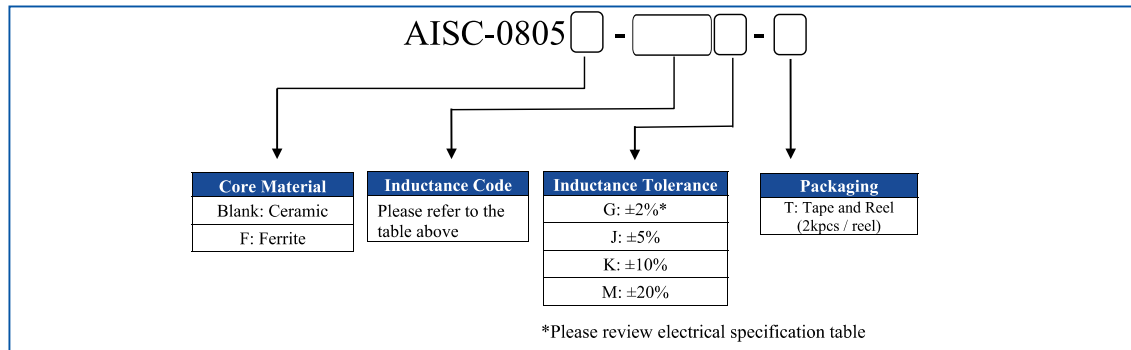 AISC-0805 - -
Core Material
Blank: Ceramic
F: Ferrite
Inductance Code
Please refer to the
table above
Inductance Tolerance
G: ±2%*
J: ±5%
K: ±10%
M: ±20%
Packaging
T: Tape and Reel
(2kpcs / reel)
*Please review electrical specification table